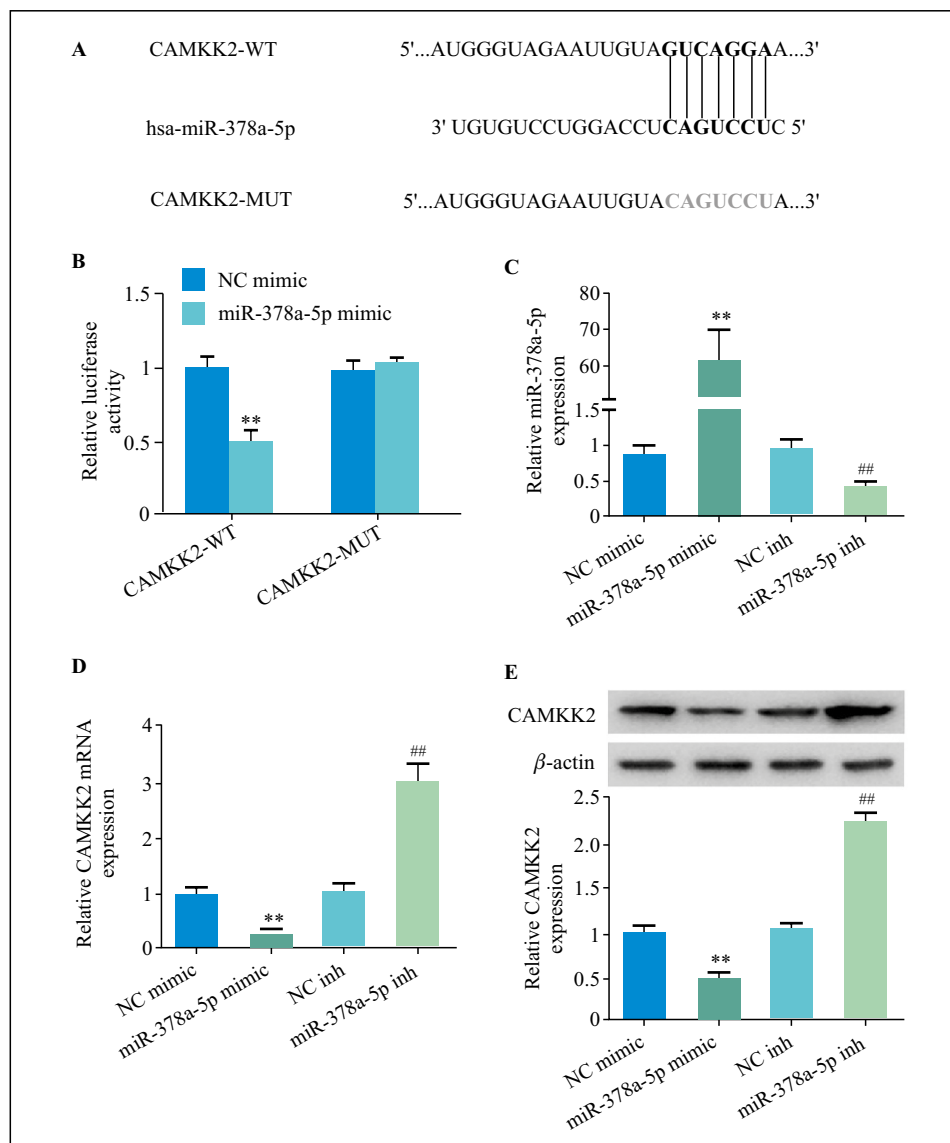 A
CAMKK2-WT
5'...AUGGGUAGAAUUGUAGUCAGGAA...3'
hsa-miR-378a-5p
3' UGUGUCCUGGACCUCAGUCCUC 5'
CAMKK2-MUT
5'...AUGGGUAGAAUUGUACAGUCCUA...3'
B
NC mimic
miR-378a-5p mimic
Relative luciferase
activity
1.5
1
0.5
0
**
CAMKK2-WT
CAMKK2-MUT
C
Relative miR-378a-5p
expression
80
70
60
1.5
1
0.5
0
**
##
NC mimic
miR-378a-5p mimic
NC inh
miR-378a-5p inh
D
Relative CAMKK2 mRNA
expression
4
3
2
1
0
**
##
NC mimic
miR-378a-5p mimic
NC inh
miR-378a-5p inh
E
CAMKK2
β-actin
Relative CAMKK2
expression
2.5
2.0
1
0.5
0
**
##
NC mimic
miR-378a-5p mimic
NC inh
miR-378a-5p inh